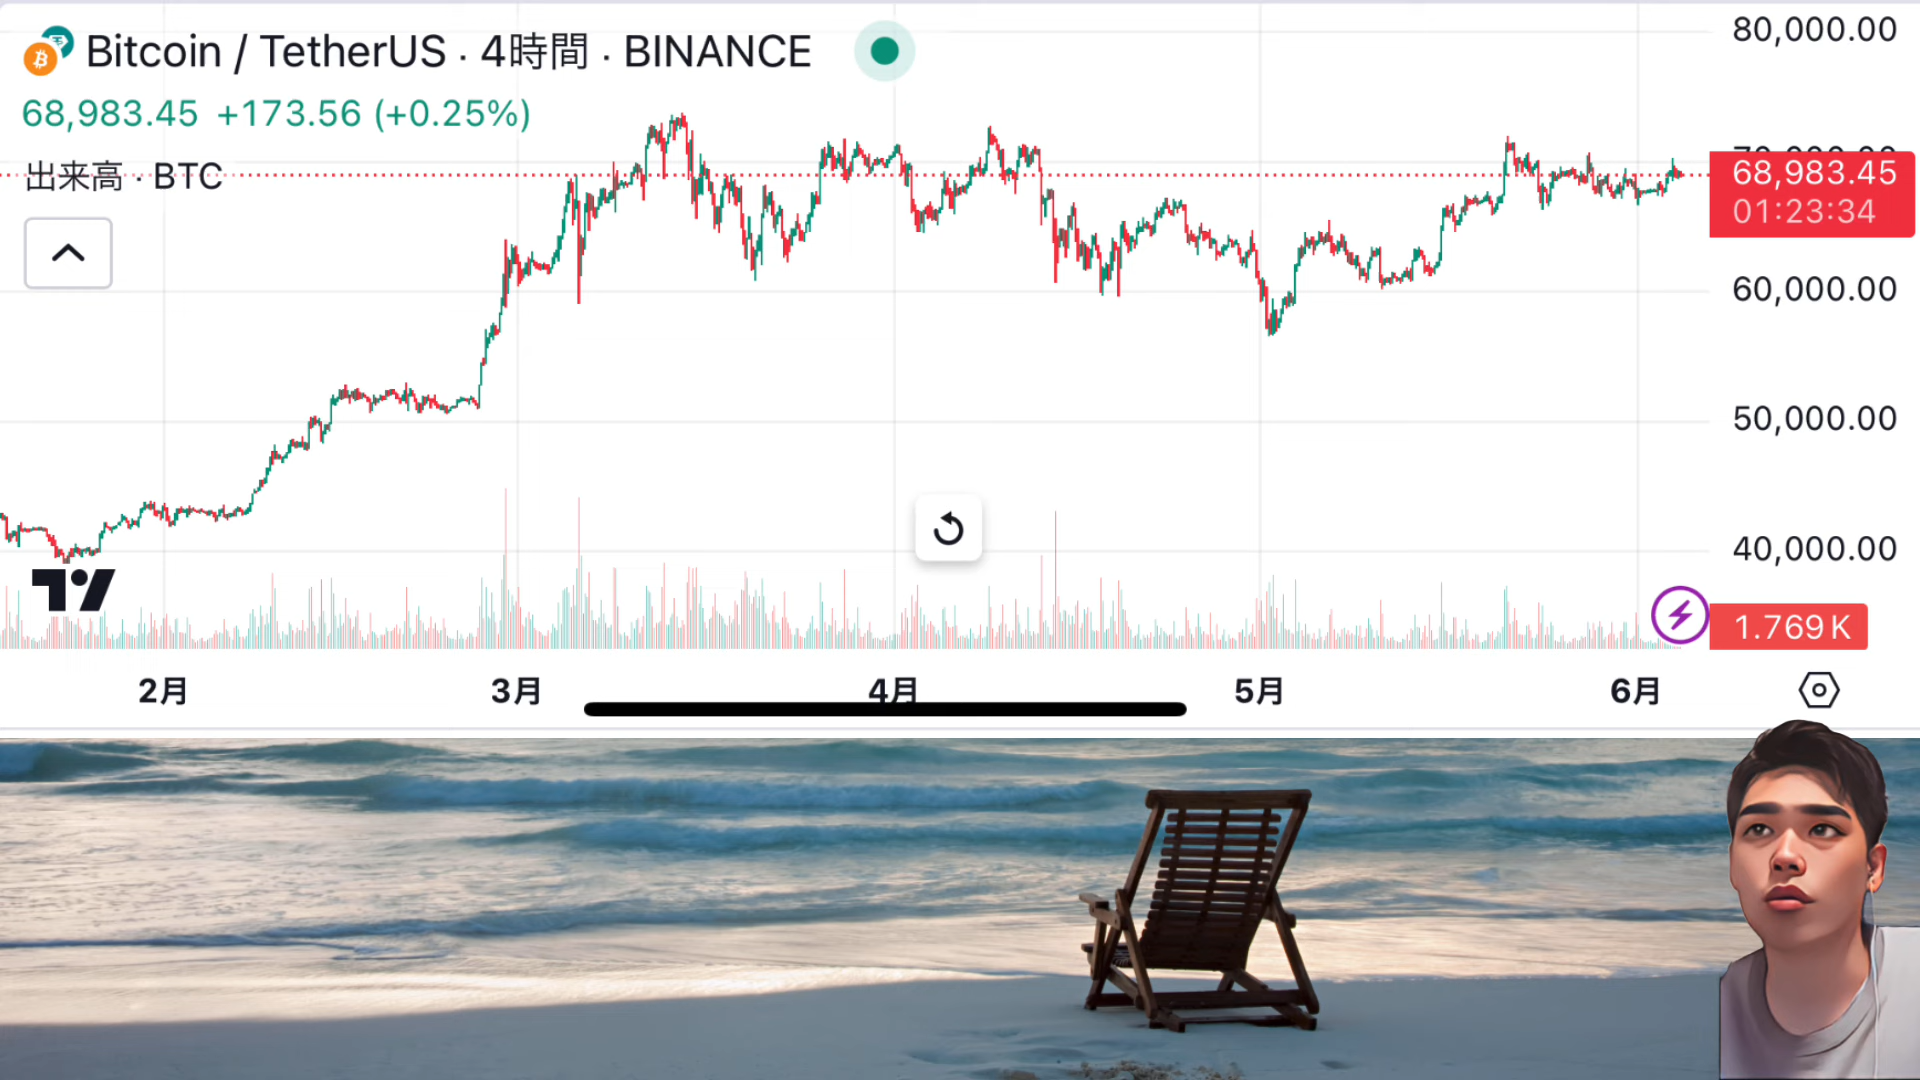 Bitcoin / TetherUS · 4時間 · BINANCE
68,983.45 +173.56 (+0.25%)
出来高 · BTC
80,000.00
68,983.45
01:23:34
60,000.00
50,000.00
40,000.00
1.769 K
2月 3月 4月 5月 6月